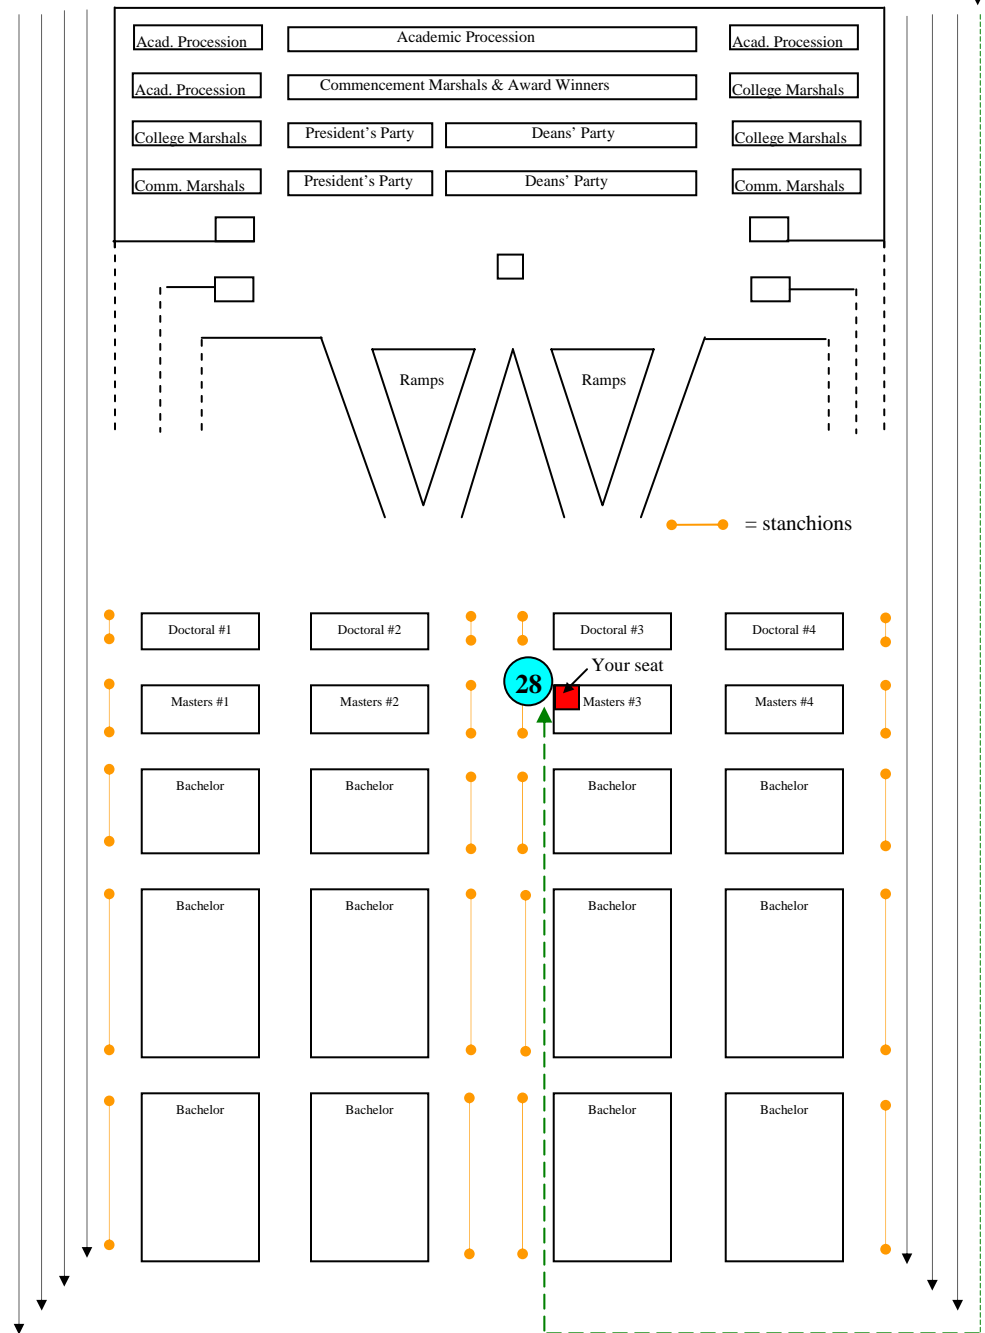 Acad. Procession
Academic Procession
Acad. Procession
Acad. Procession
Commencement Marshals & Award Winners
College Marshals
College Marshals
President's Party
Deans' Party
College Marshals
Comm. Marshals
President's Party
Deans' Party
Comm. Marshals
Ramps
Ramps
= stanchions
Doctoral #1
Doctoral #2
Doctoral #3
Doctoral #4
Your seat
28
Masters #1
Masters #2
Masters #3
Masters #4
Bachelor
Bachelor
Bachelor
Bachelor
Bachelor
Bachelor
Bachelor
Bachelor
Bachelor
Bachelor
Bachelor
Bachelor